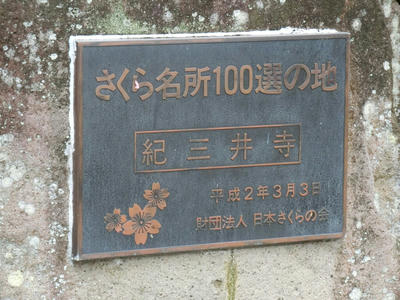 さくら名所100選の地
紀三井寺
平成2年3月3日
財団法人 日本さくらの会